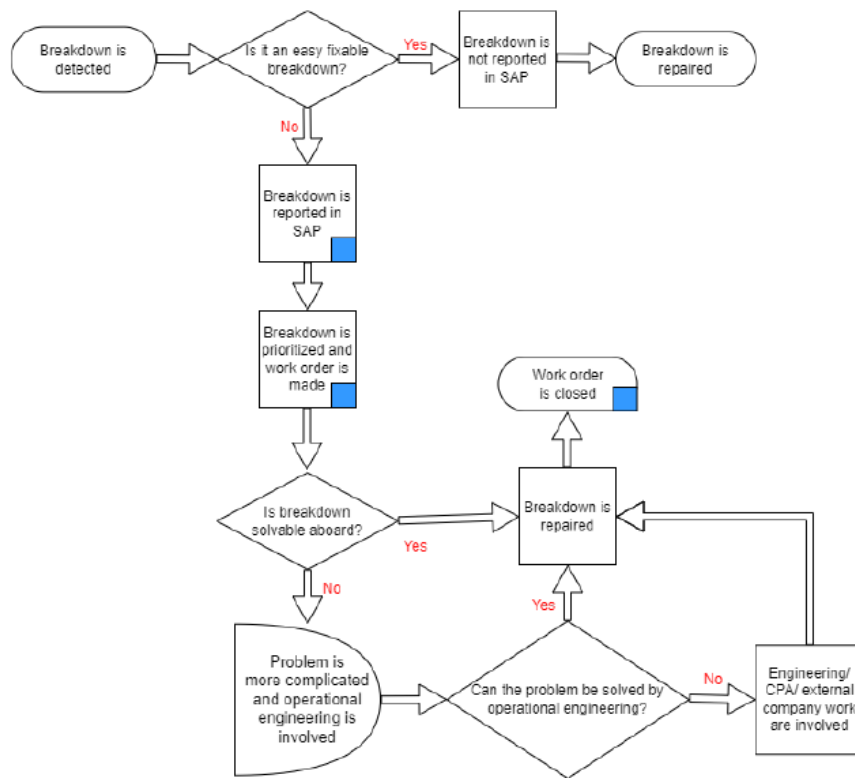 Breakdown is
detected
Is it an easy fixable
breakdown?
Yes
Breakdown is
not reported
in SAP
Breakdown is
repaired
No
Breakdown is
reported in
SAP
Breakdown is
prioritized and
work order is
made
Work order
is closed
Is breakdown
solvable aboard?
Yes
Breakdown is
repaired
No
Problem is
more complicated
and operational
engineering is
involved
Yes
Can the problem be solved by
operational engineering?
No
Engineering/
CPA/ external
company work
are involved